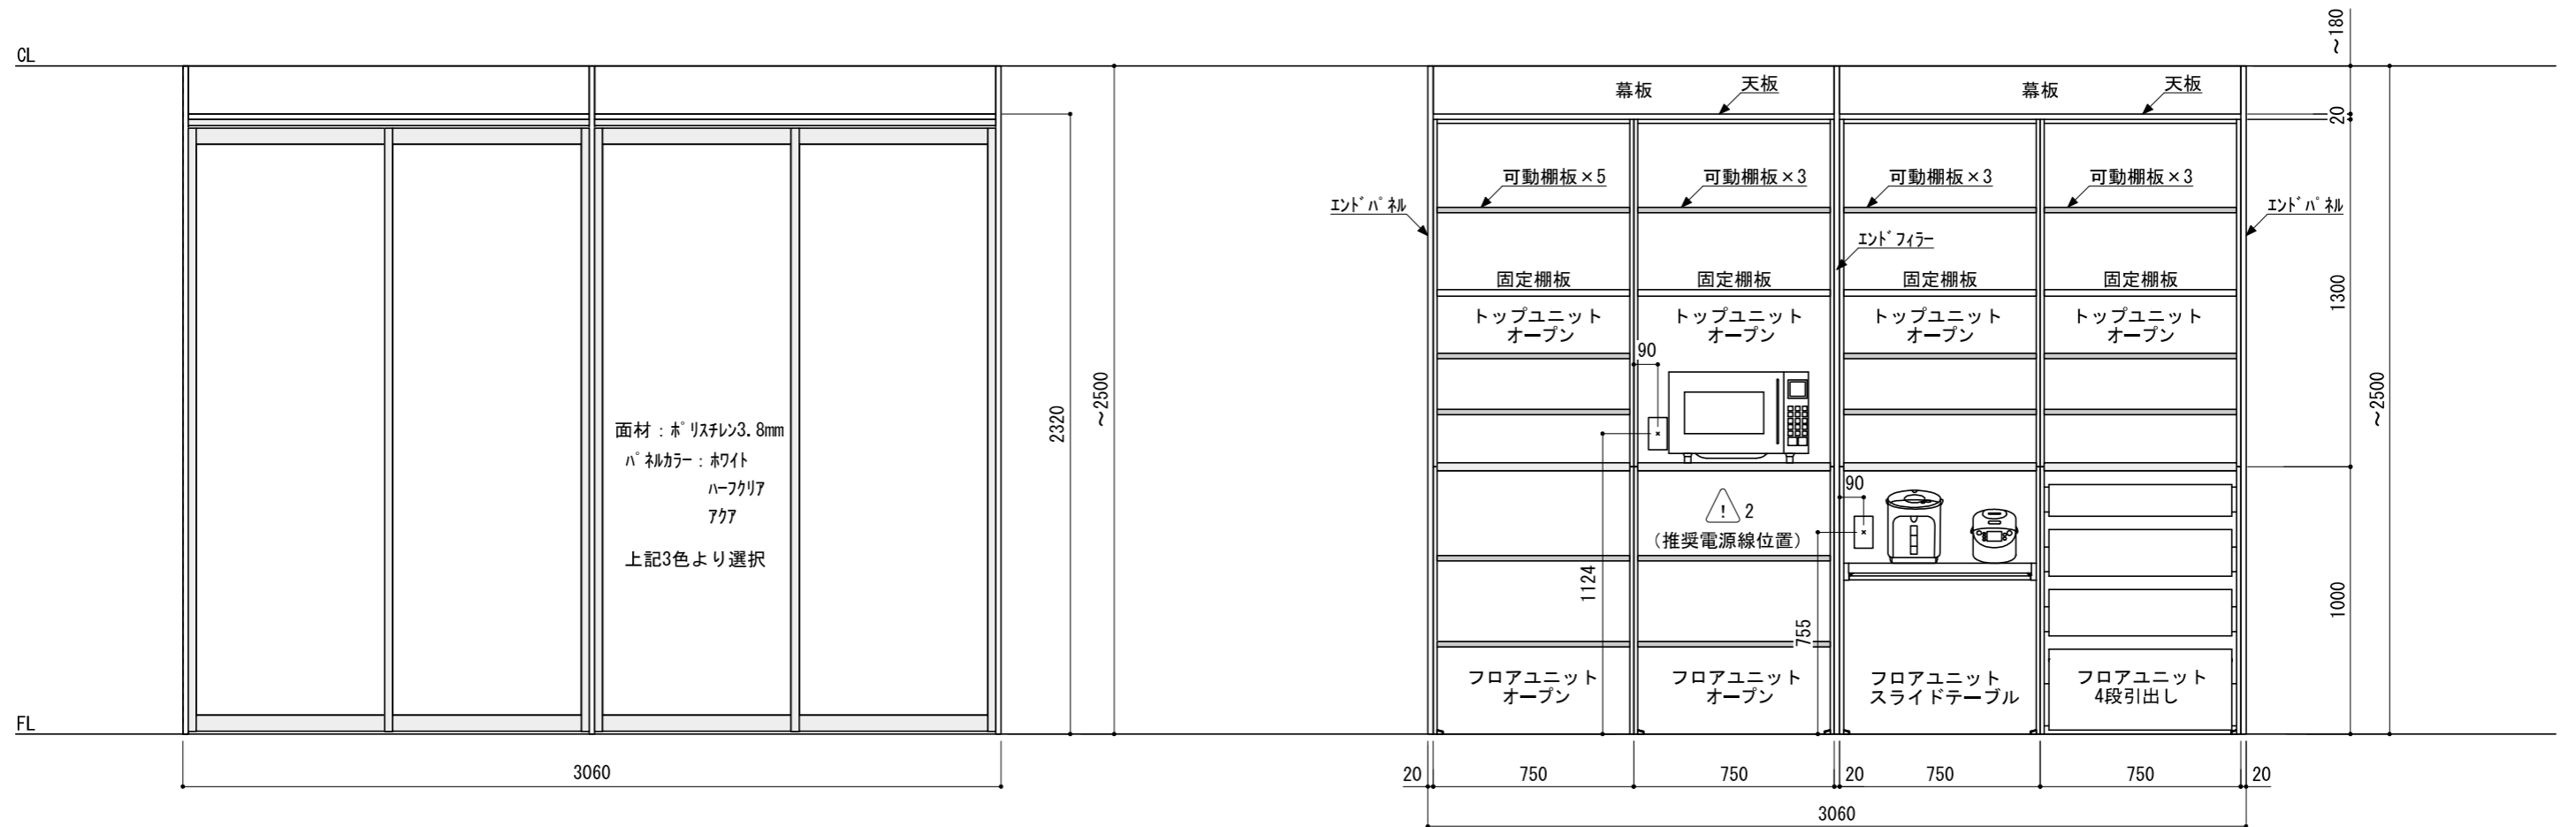 CL
FL
3060
2320
~2500
面材：ﾎﾟﾘｽﾁﾚﾝ3.8mm
ﾊﾟﾈﾙｶﾗｰ：ﾎﾜｲﾄ
ﾊｰﾌｸﾘｱ
ｱｸｱ
上記3色より選択
幕板
天板
幕板
天板
~180
20
可動棚板×5
可動棚板×3
可動棚板×3
可動棚板×3
ｴﾝﾄﾞﾊﾟﾈﾙ
ｴﾝﾄﾞﾊﾟﾈﾙ
ｴﾝﾄﾞﾌｨﾗｰ
固定棚板
固定棚板
固定棚板
固定棚板
トップユニット
オープン
トップユニット
オープン
トップユニット
オープン
トップユニット
オープン
1300
~2500
90
90
! 2
(推奨電源線位置)
1124
755
1000
フロアユニット
オープン
フロアユニット
オープン
フロアユニット
スライドテーブル
フロアユニット
4段引出し
20
750
750
20
750
750
20
3060